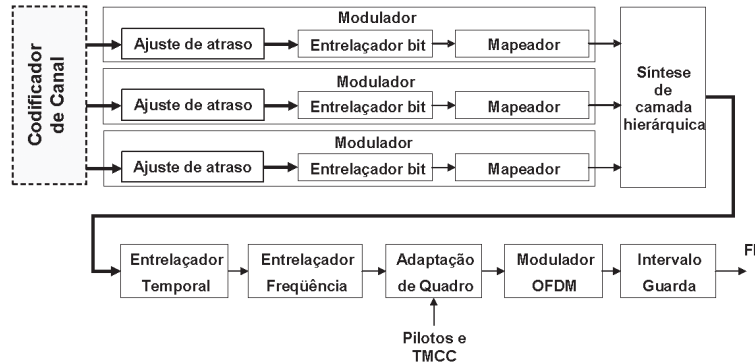 Codificador
de Canal
Modulador
Ajuste de atraso
Entrelaçador bit
Mapeador
Modulador
Ajuste de atraso
Entrelaçador bit
Mapeador
Modulador
Ajuste de atraso
Entrelaçador bit
Mapeador
Síntese
de
camada
hierárquica
Entrelaçador
Temporal
Entrelaçador
Freqüência
Adaptação
de Quadro
Modulador
OFDM
Intervalo
Guarda
Pilotos e
TMCC